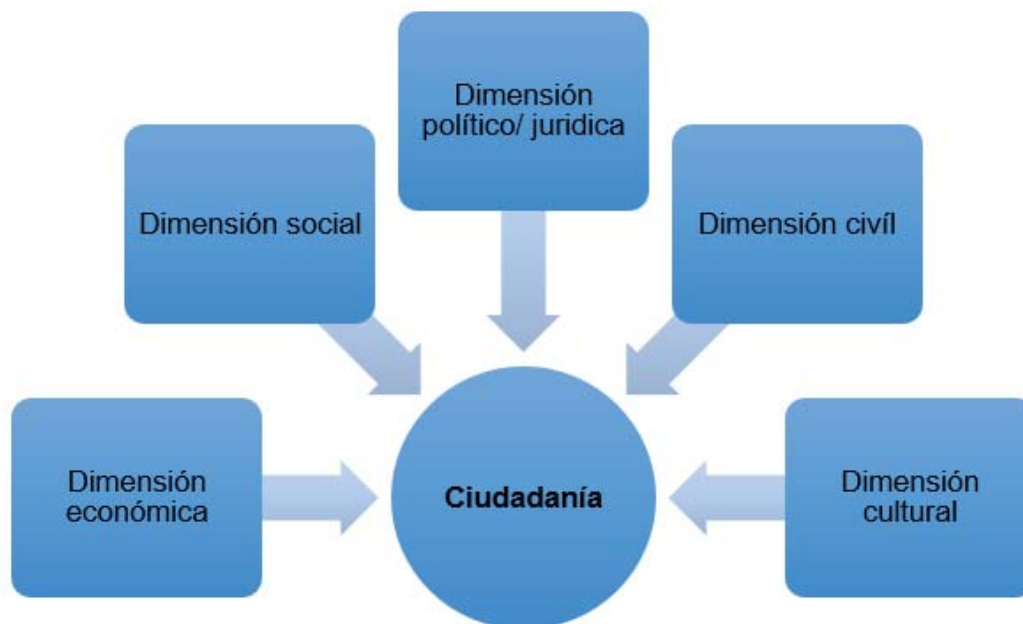 Dimensión
político/ juridica
Dimensión social
Dimensión civíl
Dimensión
económica
Ciudadanía
Dimensión
cultural